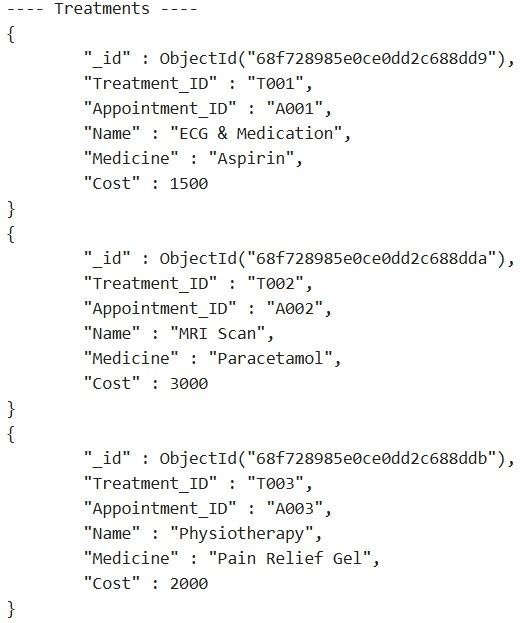 ---- Treatments ----
{
"_id" : ObjectId("68f728985e0ce0dd2c688dd9"),
"Treatment_ID" : "T001",
"Appointment_ID" : "A001",
"Name" : "ECG & Medication",
"Medicine" : "Aspirin",
"Cost" : 1500
}
{
"_id" : ObjectId("68f728985e0ce0dd2c688dda"),
"Treatment_ID" : "T002",
"Appointment_ID" : "A002",
"Name" : "MRI Scan",
"Medicine" : "Paracetamol",
"Cost" : 3000
}
{
"_id" : ObjectId("68f728985e0ce0dd2c688ddb"),
"Treatment_ID" : "T003",
"Appointment_ID" : "A003",
"Name" : "Physiotherapy",
"Medicine" : "Pain Relief Gel",
"Cost" : 2000
}